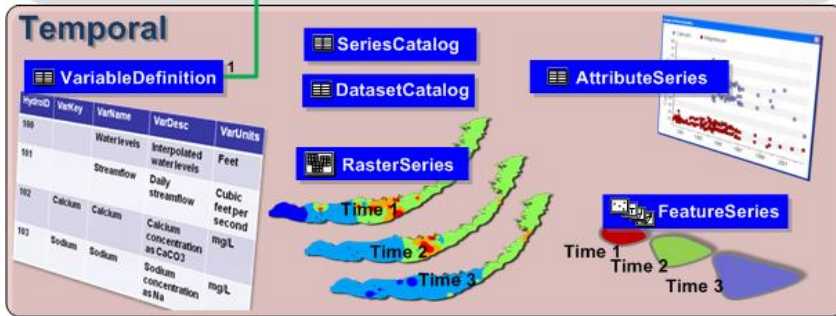 Temporal
VariableDefinition
1
SeriesCatalog
DatasetCatalog
AttributeSeries
RasterSeries
FeatureSeries
HydroID VarKey VarName VarDesc VarUnits
100 Water levels Interpolated water levels Feet
101 Streamflow Daily streamflow Cubic feet per second
102 Calcium Calcium Calcium concentration as CaCO3 mg/L
103 Sodium Sodium Sodium concentration as Na mg/L
Time 1
Time 2
Time 3
Time 1
Time 2
Time 3
Calcium Magnesium